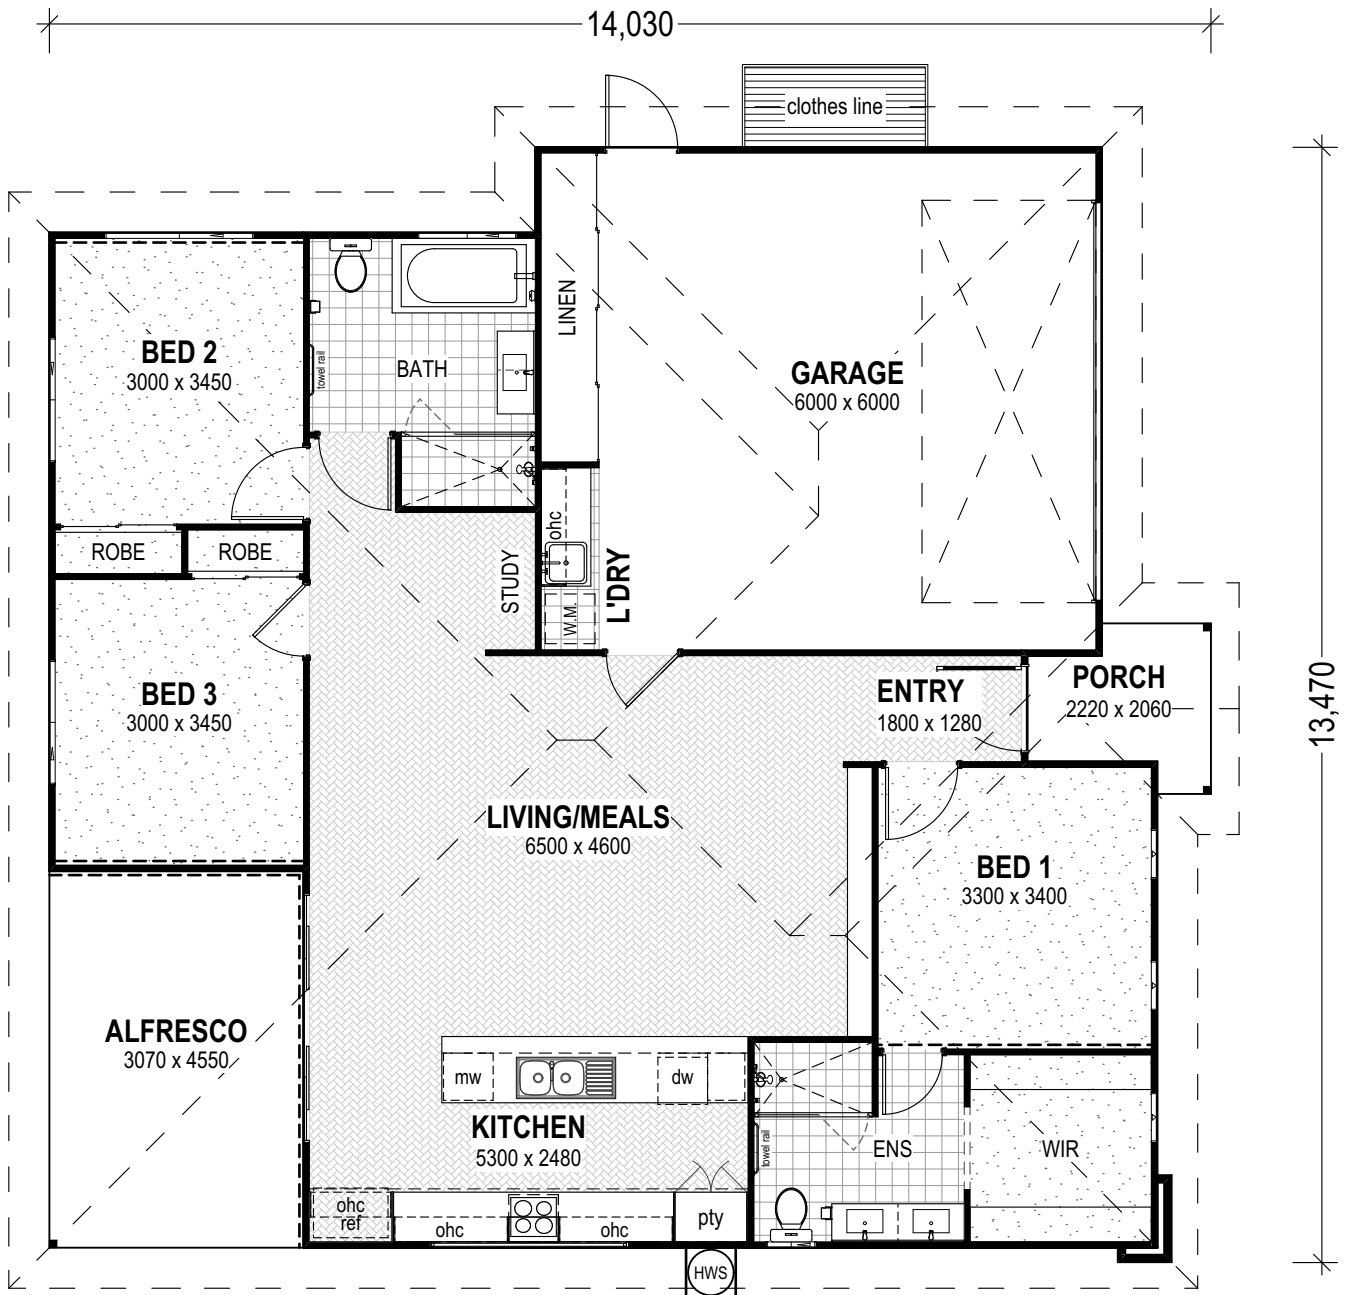 14,030
clothes line
LINEN
BED 2
3000 x 3450
towel rail
BATH
GARAGE
6000 x 6000
ROBE
ROBE
STUDY
ohc
W.M.
L'DRY
BED 3
3000 x 3450
ENTRY
1800 x 1280
PORCH
2220 x 2060
13,470
LIVING/MEALS
6500 x 4600
BED 1
3300 x 3400
ALFRESCO
3070 x 4550
mw
dw
KITCHEN
5300 x 2480
towel rail
ENS
WIR
ohc
ref
ohc
ohc
pty
HWS